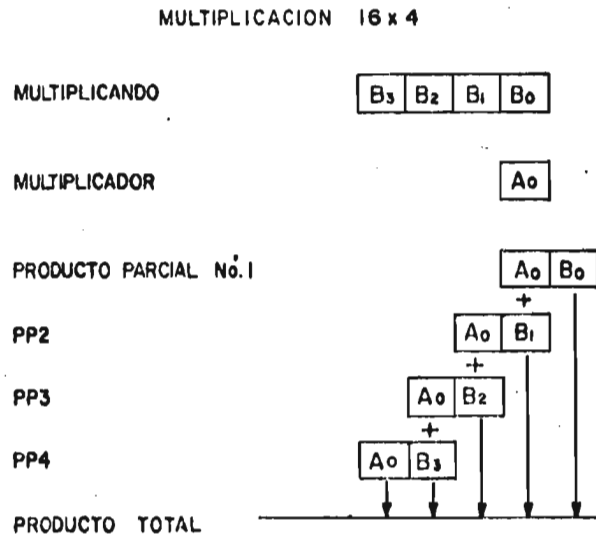 MULTIPLICACION 16 x 4
MULTIPLICANDO B3 B2 B1 B0
MULTIPLICADOR A0
PRODUCTO PARCIAL No.1 A0 B0
+
PP2 A0 B1
+
PP3 A0 B2
+
PP4 A0 B3
PRODUCTO TOTAL